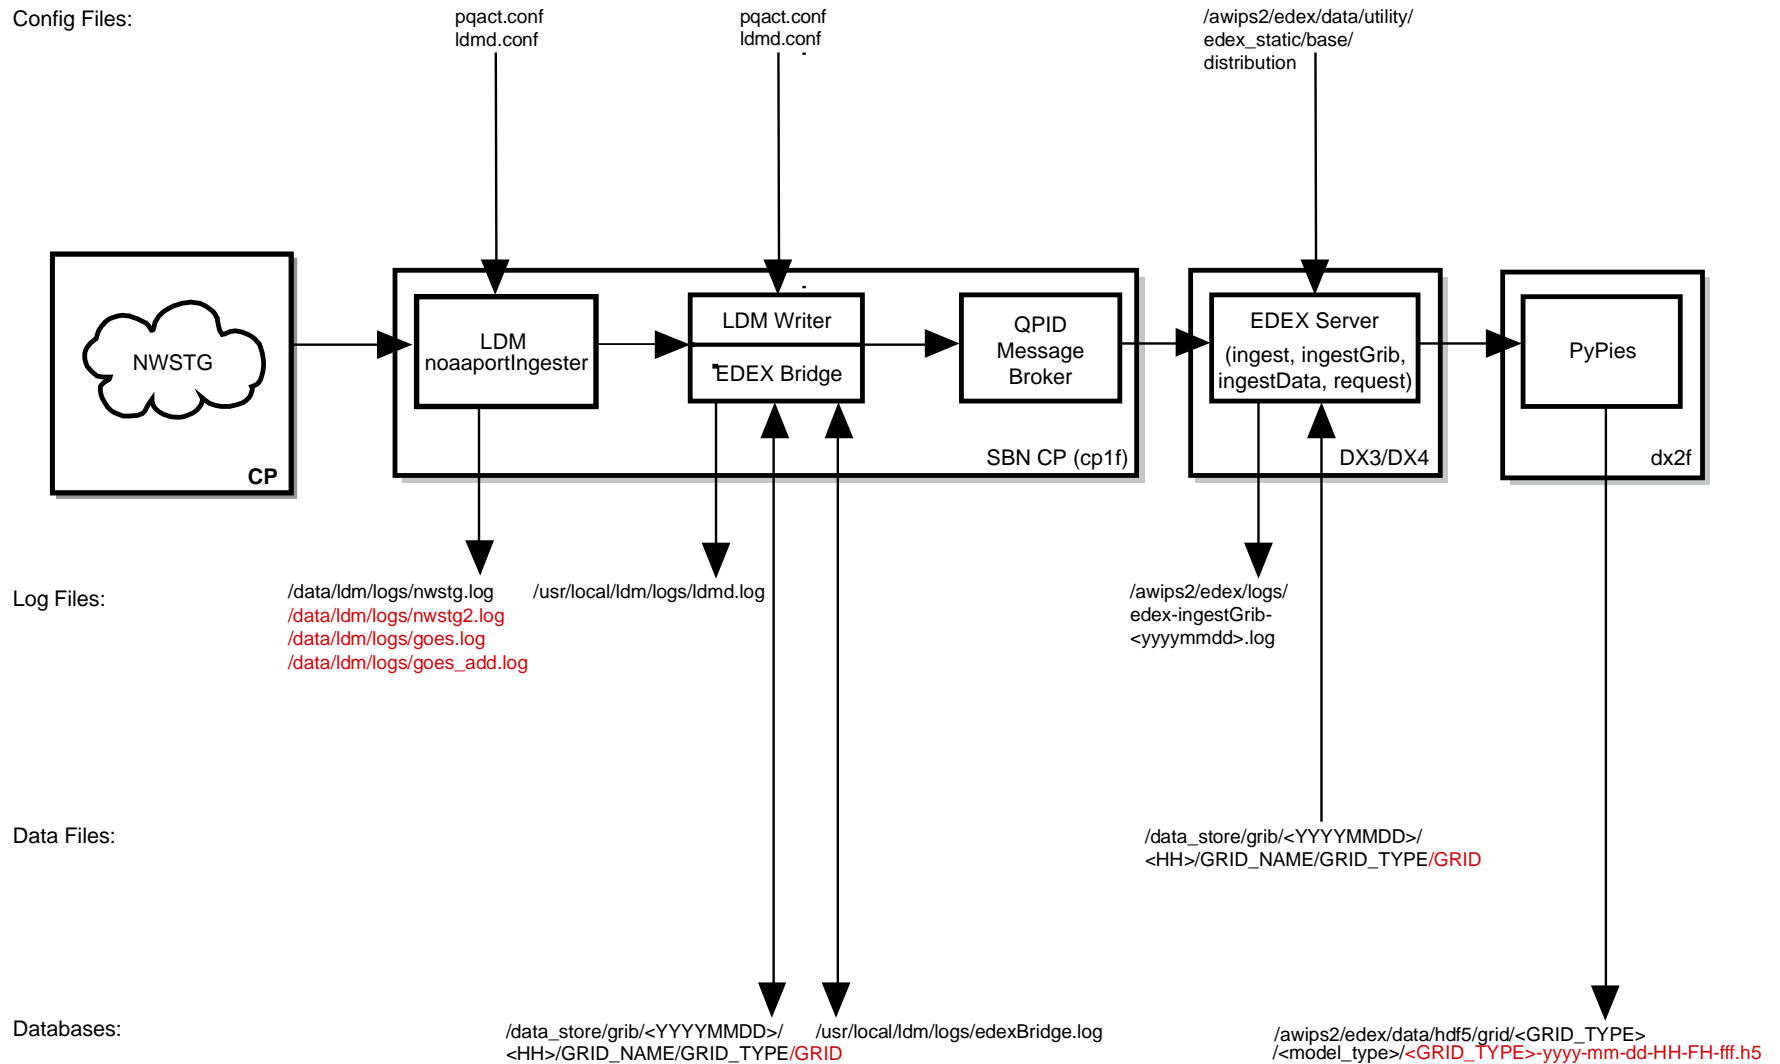 Config Files:
pqact.conf
ldmd.conf
pqact.conf
ldmd.conf
/awips2/edex/data/utility/
edex_static/base/
distribution
NWSTG
CP
LDM
noaaportIngester
LDM Writer
EDEX Bridge
QPID
Message
Broker
SBN CP (cp1f)
EDEX Server
(ingest, ingestGrib,
ingestData, request)
DX3/DX4
PyPies
dx2f
Log Files:
/data/ldm/logs/nwstg.log
/data/ldm/logs/nwstg2.log
/data/ldm/logs/goes.log
/data/ldm/logs/goes_add.log
/usr/local/ldm/logs/ldmd.log
/awips2/edex/logs/
edex-ingestGrib-
<yyyymmdd>.log
Data Files:
/data_store/grib/<YYYYMMDD>/
<HH>/GRID_NAME/GRID_TYPE/GRID
Databases:
/data_store/grib/<YYYYMMDD>/
<HH>/GRID_NAME/GRID_TYPE/GRID
/usr/local/ldm/logs/edexBridge.log
/awips2/edex/data/hdf5/grid/<GRID_TYPE>
/<model_type>/<GRID_TYPE>-yyyy-mm-dd-HH-FH-fff.h5